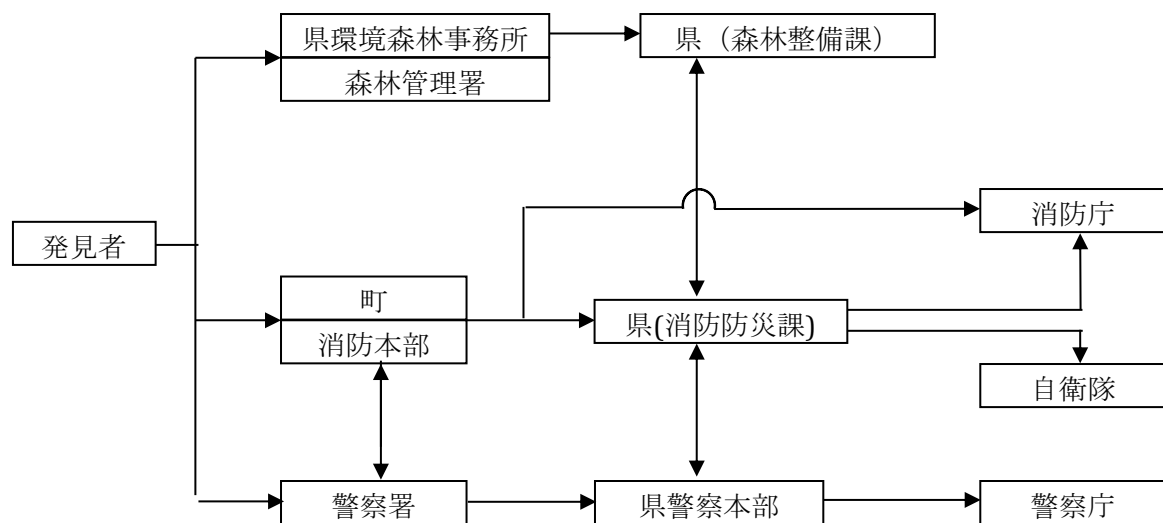 県環境森林事務所
県（森林整備課）
森林管理署
消防庁
発見者
町
県(消防防災課)
消防本部
自衛隊
警察署
県警察本部
警察庁